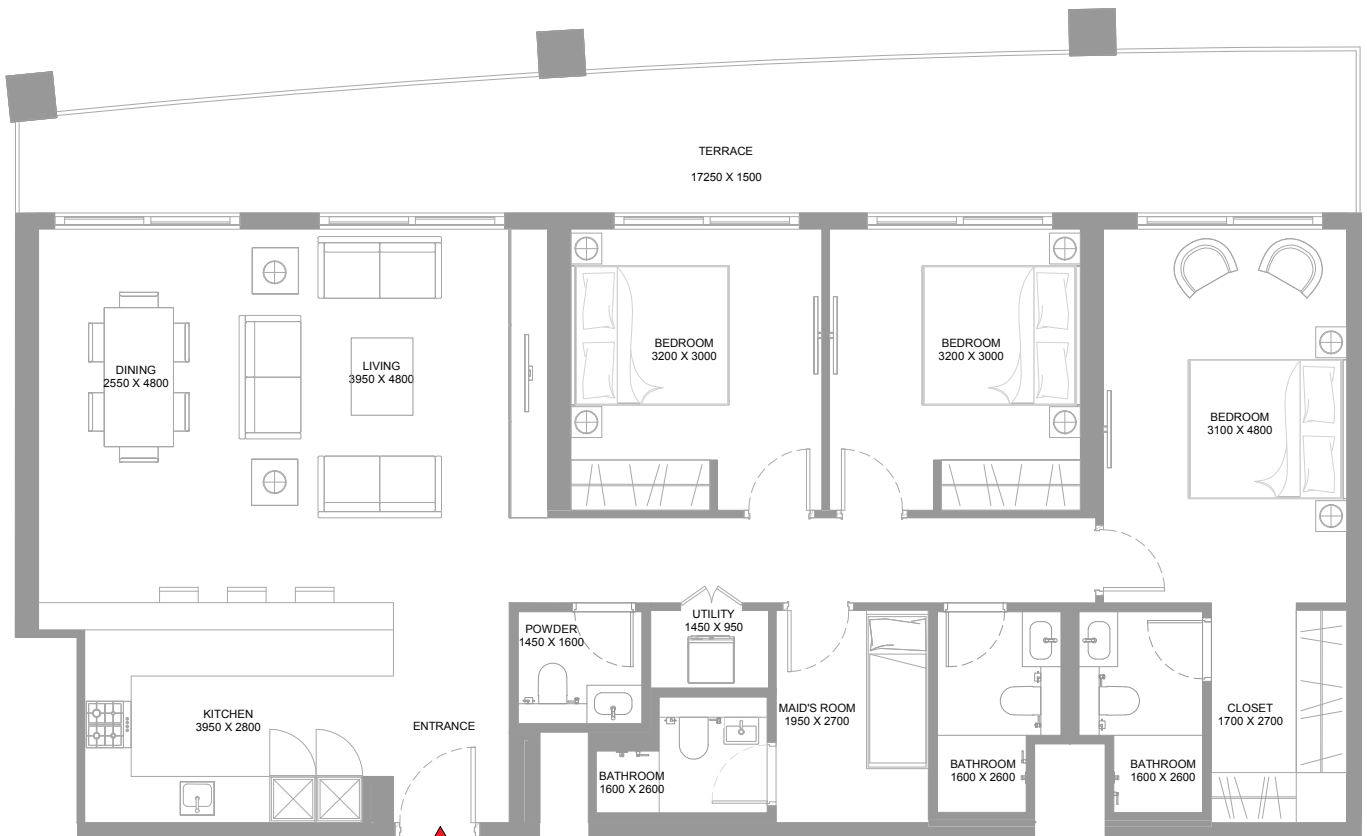 TERRACE
17250 X 1500
DINING
2550 X 4800
LIVING
3950 X 4800
BEDROOM
3200 X 3000
BEDROOM
3200 X 3000
BEDROOM
3100 X 4800
POWDER
1450 X 1600
UTILITY
1450 X 950
KITCHEN
3950 X 2800
ENTRANCE
MAID'S ROOM
1950 X 2700
CLOSET
1700 X 2700
BATHROOM
1600 X 2600
BATHROOM
1600 X 2600
BATHROOM
1600 X 2600